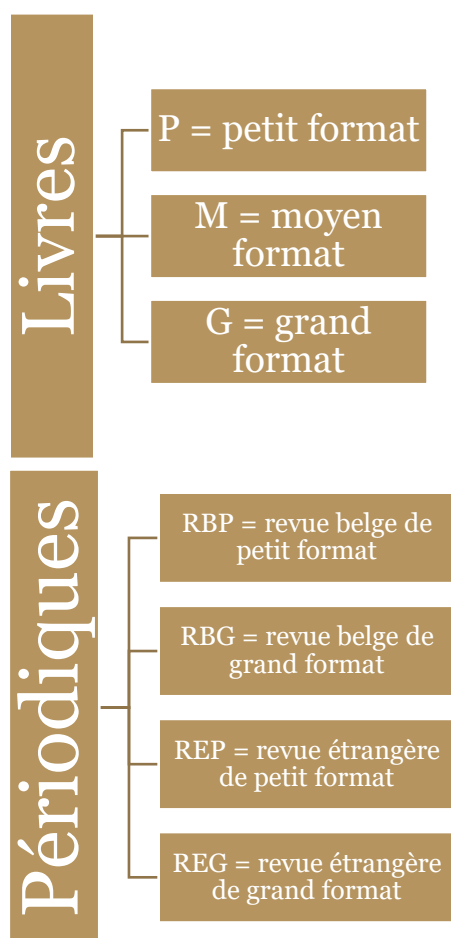 Livres
P = petit format
M = moyen
format
G = grand
format
Périodiques
RBP = revue belge de
petit format
RBG = revue belge de
grand format
REP = revue étrangère
de petit format
REG = revue étrangère
de grand format